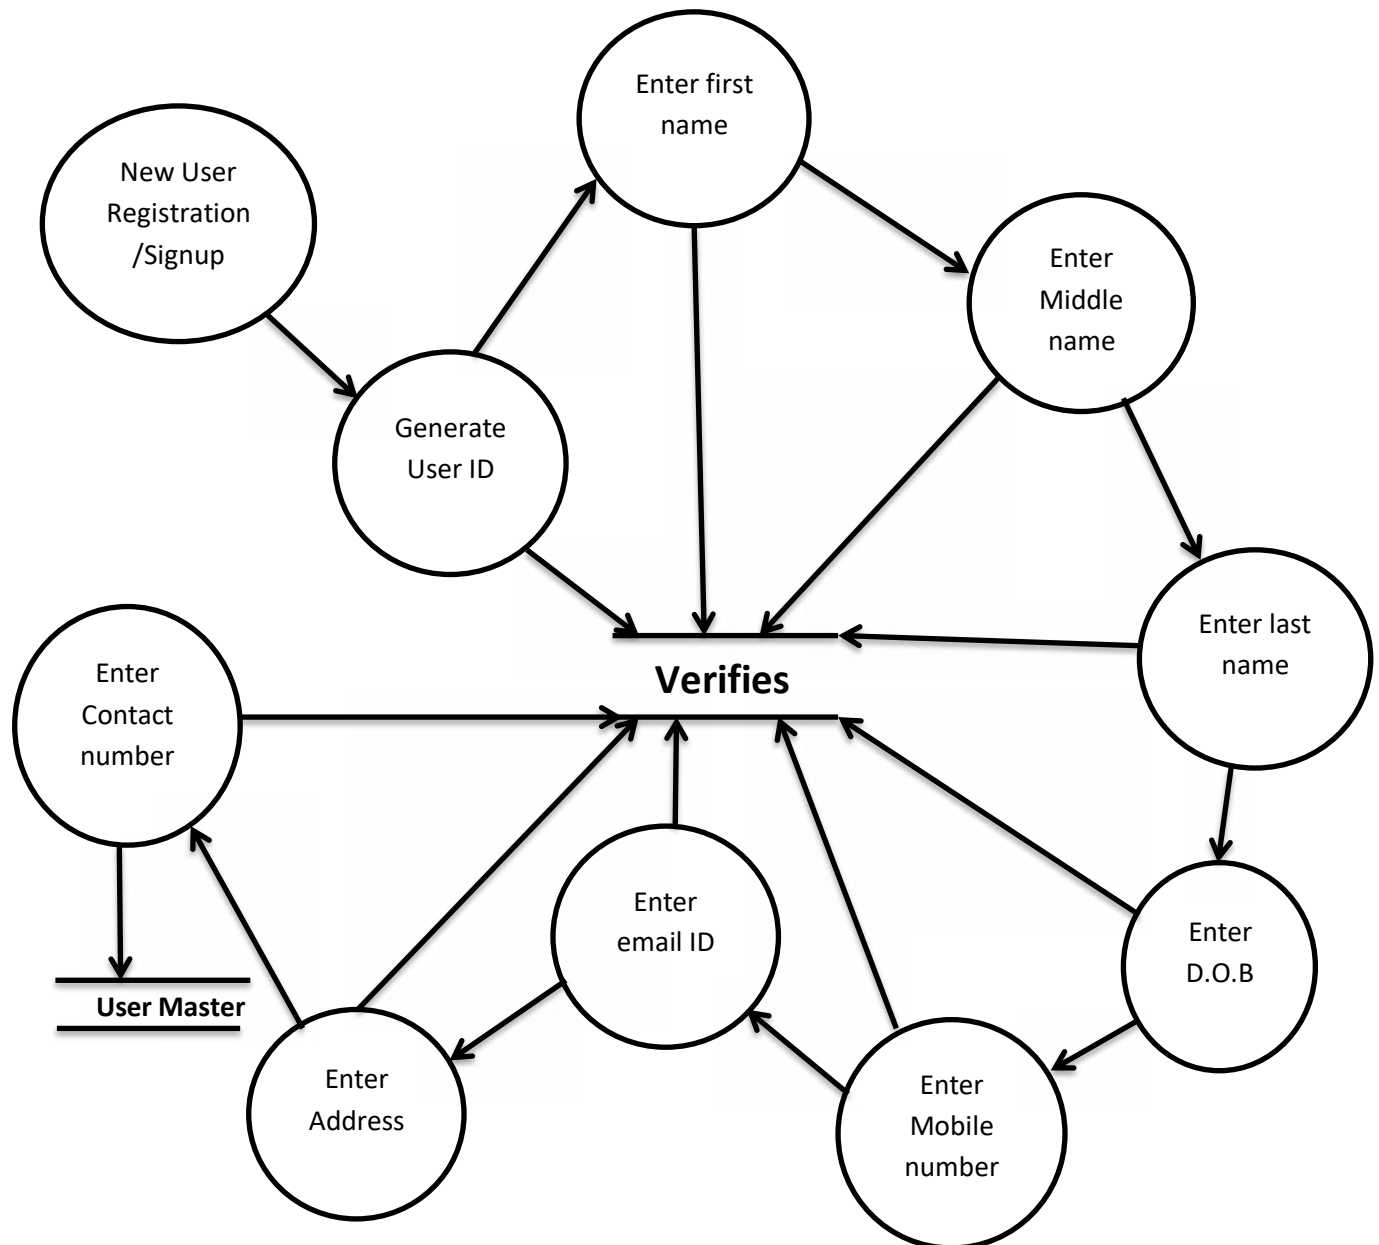 Enter first
name
New User
Registration
/Signup
Enter
Middle
name
Generate
User ID
Enter last
name
Verifies
Enter
Contact
number
Enter
email ID
Enter
D.O.B
User Master
Enter
Address
Enter
Mobile
number